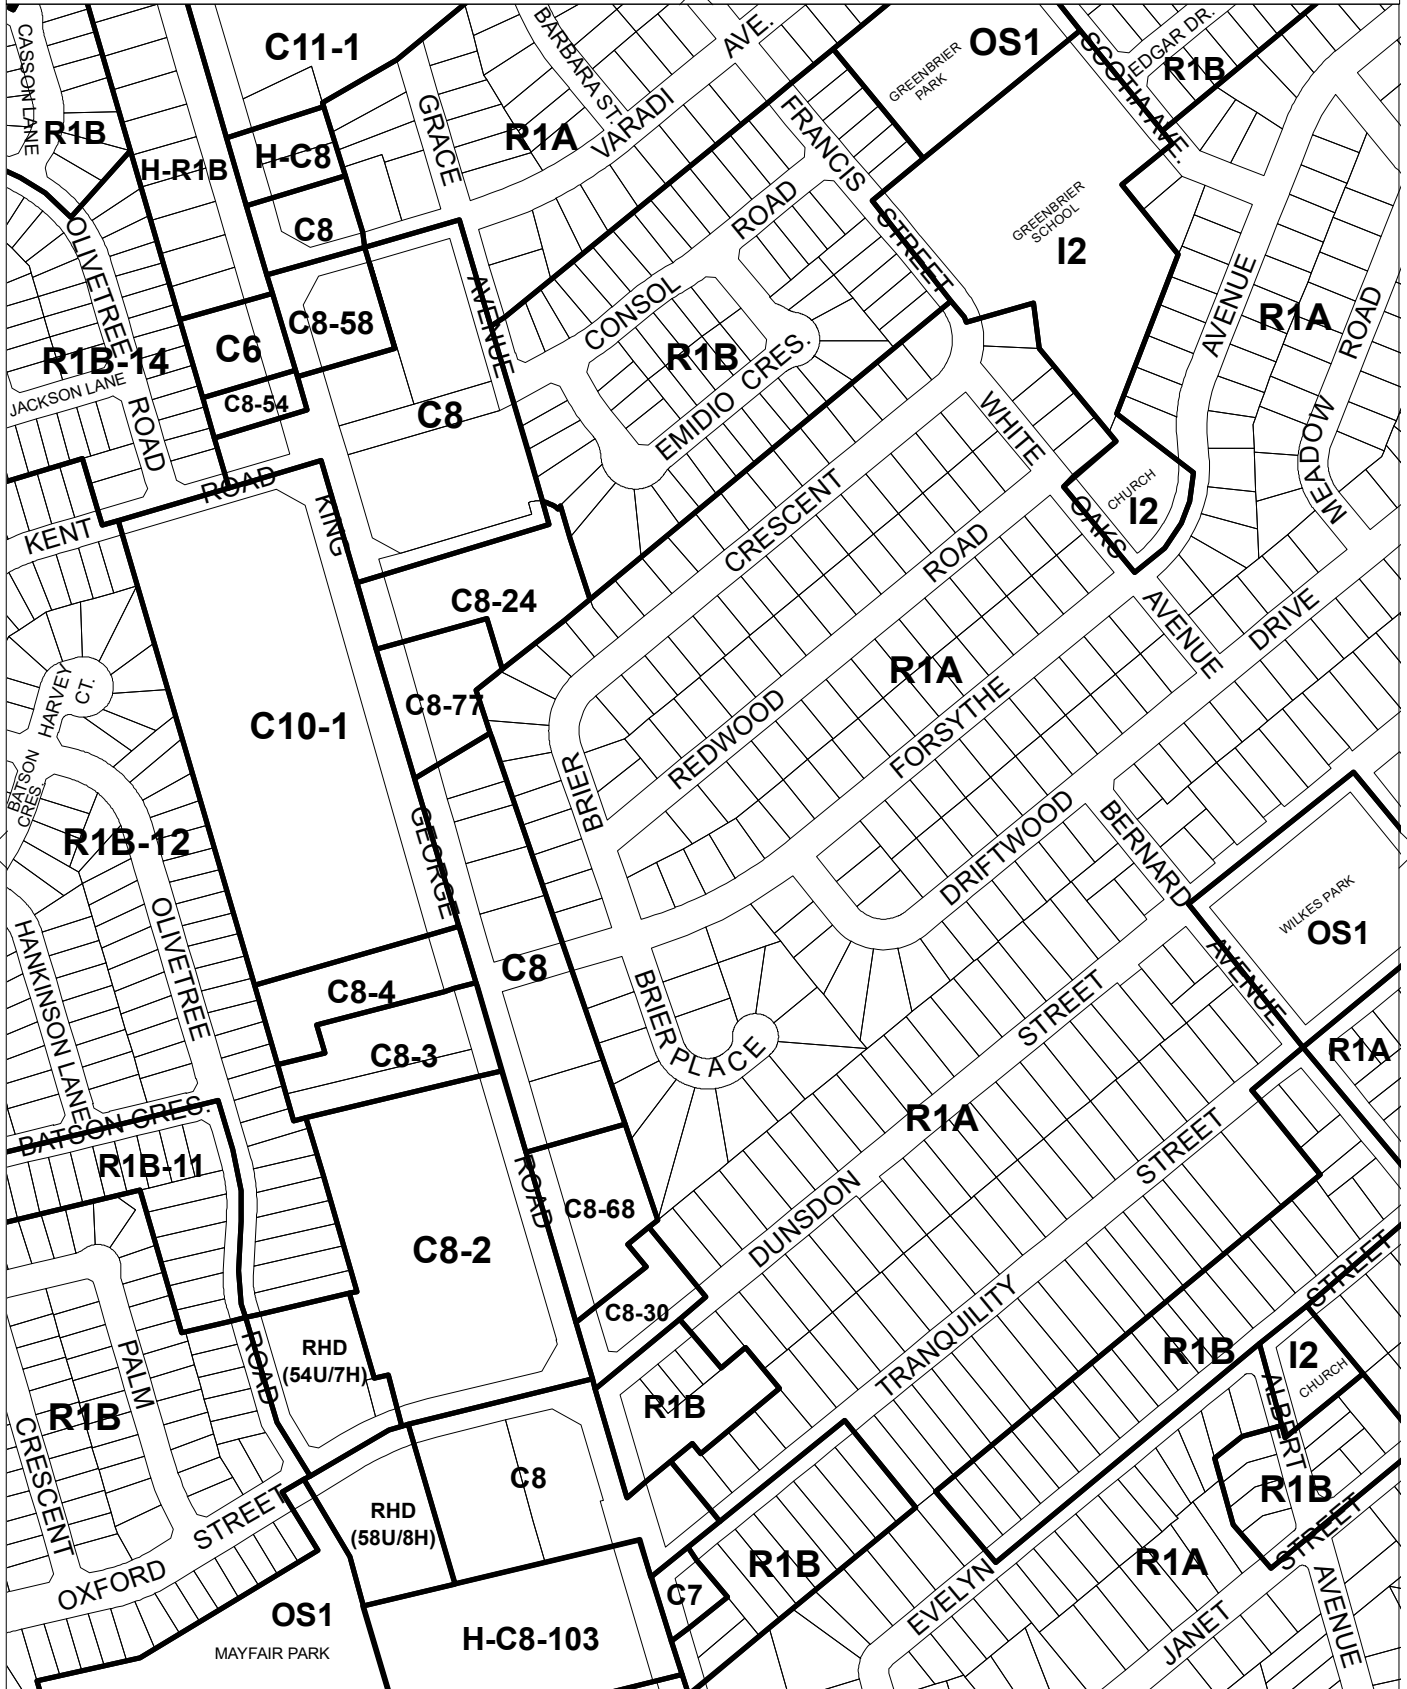 C11-1
OS1
BARBARA ST.
AVE.
EDGAR DR.
SCOTIA AVE.
CASSON LANE
GREENBRIER
PARK
R1B
GRACE
VARADI
R1A
FRANCIS
R1B
H-R1B
H-C8
C8
ROAD
STREET
GREENBRIER
SCHOOL
I2
OLIVETREE
AVENUE
CONSOL
AVENUE
C8-58
R1A
ROAD
C6
R1B-14
R1B
EMIDIO CRES.
JACKSON LANE
C8-54
C8
ROAD
WHITE
MEADOW
ROAD
KING
KENT
CRESCENT
CHURCH
I2
OAKS
ROAD
C8-24
AVENUE
DRIVE
R1A
HARVEY
CT.
C8-77
C10-1
REDWOOD
FORSYTHE
BATSON
CRES.
BRIER
GEORGE
R1B-12
DRIFTWOOD
BERNARD
WILKES PARK
OS1
OLIVETREE
HANKINSON LANE
C8
AVENUE
C8-4
BRIER
PLACE
STREET
C8-3
R1A
BATSON CRES.
R1A
STREET
R1B-11
ROAD
C8-68
DUNSDON
C8-2
STREET
C8-30
TRANQUILITY
ROAD
RHD
(54U/7H)
PALM
R1B
I2
CHURCH
R1B
R1B
ALBERT
CRESCENT
C8
R1B
STREET
RHD
(58U/8H)
STREET
R1B
R1A
OXFORD
C7
EVELYN
AVENUE
OS1
MAYFAIR PARK
H-C8-103
JANET